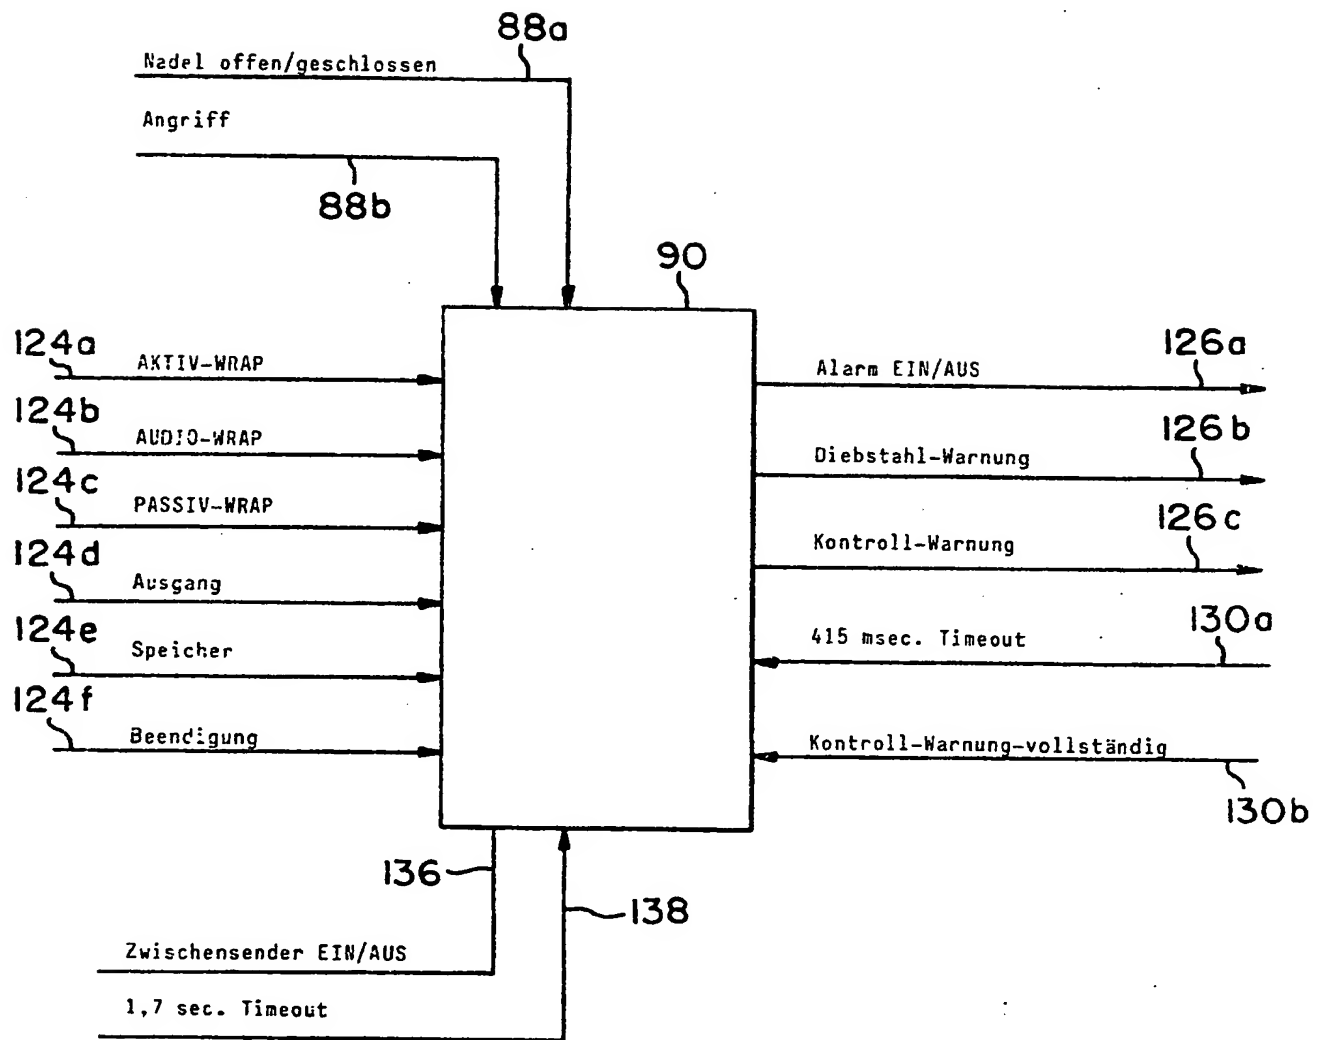 88a
Nadel offen/geschlossen
Angriff
88b
90
124a
AKTIV-WRAP
Alarm EIN/AUS
126a
124b
AUDIO-WRAP
Diebstahl-Warnung
126b
124c
PASSIV-WRAP
Kontroll-Warnung
126c
124d
Ausgang
415 msec. Timeout
130a
124e
Speicher
124f
Beendigung
Kontroll-Warnung-vollständig
130b
136
138
Zwischensender EIN/AUS
1,7 sec. Timeout